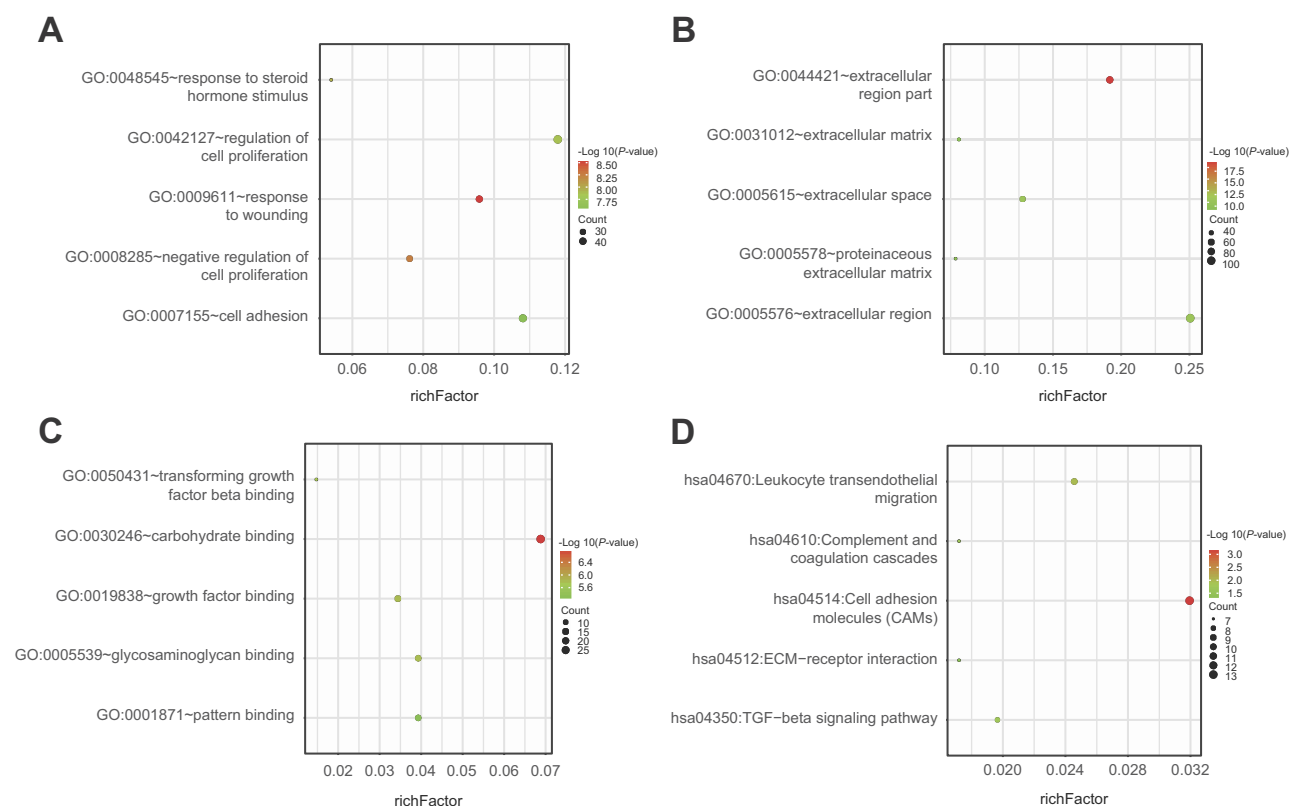 A
GO:0048545~response to steroid
hormone stimulus
GO:0042127~regulation of
cell proliferation
GO:0009611~response
to wounding
GO:0008285~negative regulation of
cell proliferation
GO:0007155~cell adhesion
0.06 0.08 0.10 0.12
richFactor
-Log 10(P-value)
8.50
8.25
8.00
7.75
Count
30
40
B
GO:0044421~extracellular
region part
GO:0031012~extracellular matrix
GO:0005615~extracellular space
GO:0005578~proteinaceous
extracellular matrix
GO:0005576~extracellular region
0.10 0.15 0.20 0.25
richFactor
-Log 10(P-value)
17.5
15.0
12.5
10.0
Count
40
60
80
100
C
GO:0050431~transforming growth
factor beta binding
GO:0030246~carbohydrate binding
GO:0019838~growth factor binding
GO:0005539~glycosaminoglycan binding
GO:0001871~pattern binding
0.02 0.03 0.04 0.05 0.06 0.07
richFactor
-Log 10(P-value)
6.4
6.0
5.6
Count
10
15
20
25
D
hsa04670:Leukocyte transendothelial
migration
hsa04610:Complement and
coagulation cascades
hsa04514:Cell adhesion
molecules (CAMs)
hsa04512:ECM−receptor interaction
hsa04350:TGF−beta signaling pathway
0.020 0.024 0.028 0.032
richFactor
-Log 10(P-value)
3.0
2.5
2.0
1.5
Count
7
8
9
10
11
12
13